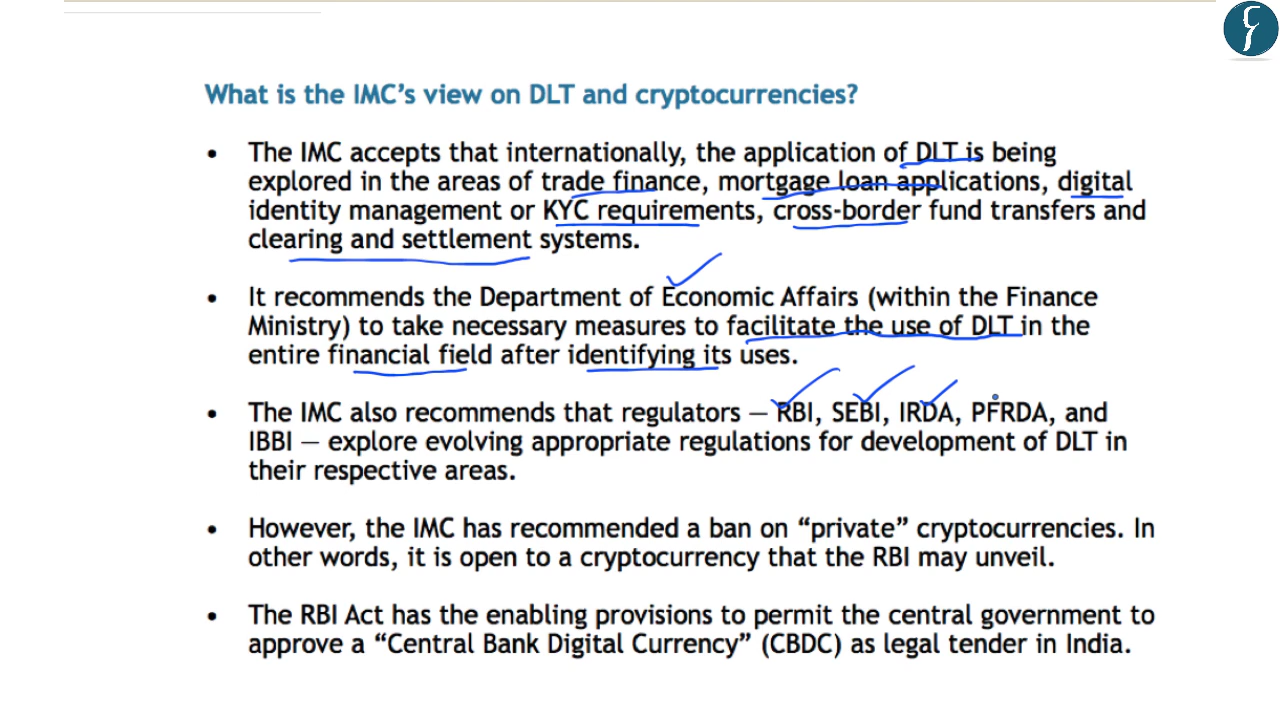 What is the IMC's view on DLT and cryptocurrencies?
• The IMC accepts that internationally, the application of DLT is being
explored in the areas of trade finance, mortgage loan applications, digital
identity management or KYC requirements, cross-border fund transfers and
clearing and settlement systems.
• It recommends the Department of Economic Affairs (within the Finance
Ministry) to take necessary measures to facilitate the use of DLT in the
entire financial field after identifying its uses.
• The IMC also recommends that regulators — RBI, SEBI, IRDA, PFRDA, and
IBBI — explore evolving appropriate regulations for development of DLT in
their respective areas.
• However, the IMC has recommended a ban on “private” cryptocurrencies. In
other words, it is open to a cryptocurrency that the RBI may unveil.
• The RBI Act has the enabling provisions to permit the central government to
approve a “Central Bank Digital Currency” (CBDC) as legal tender in India.